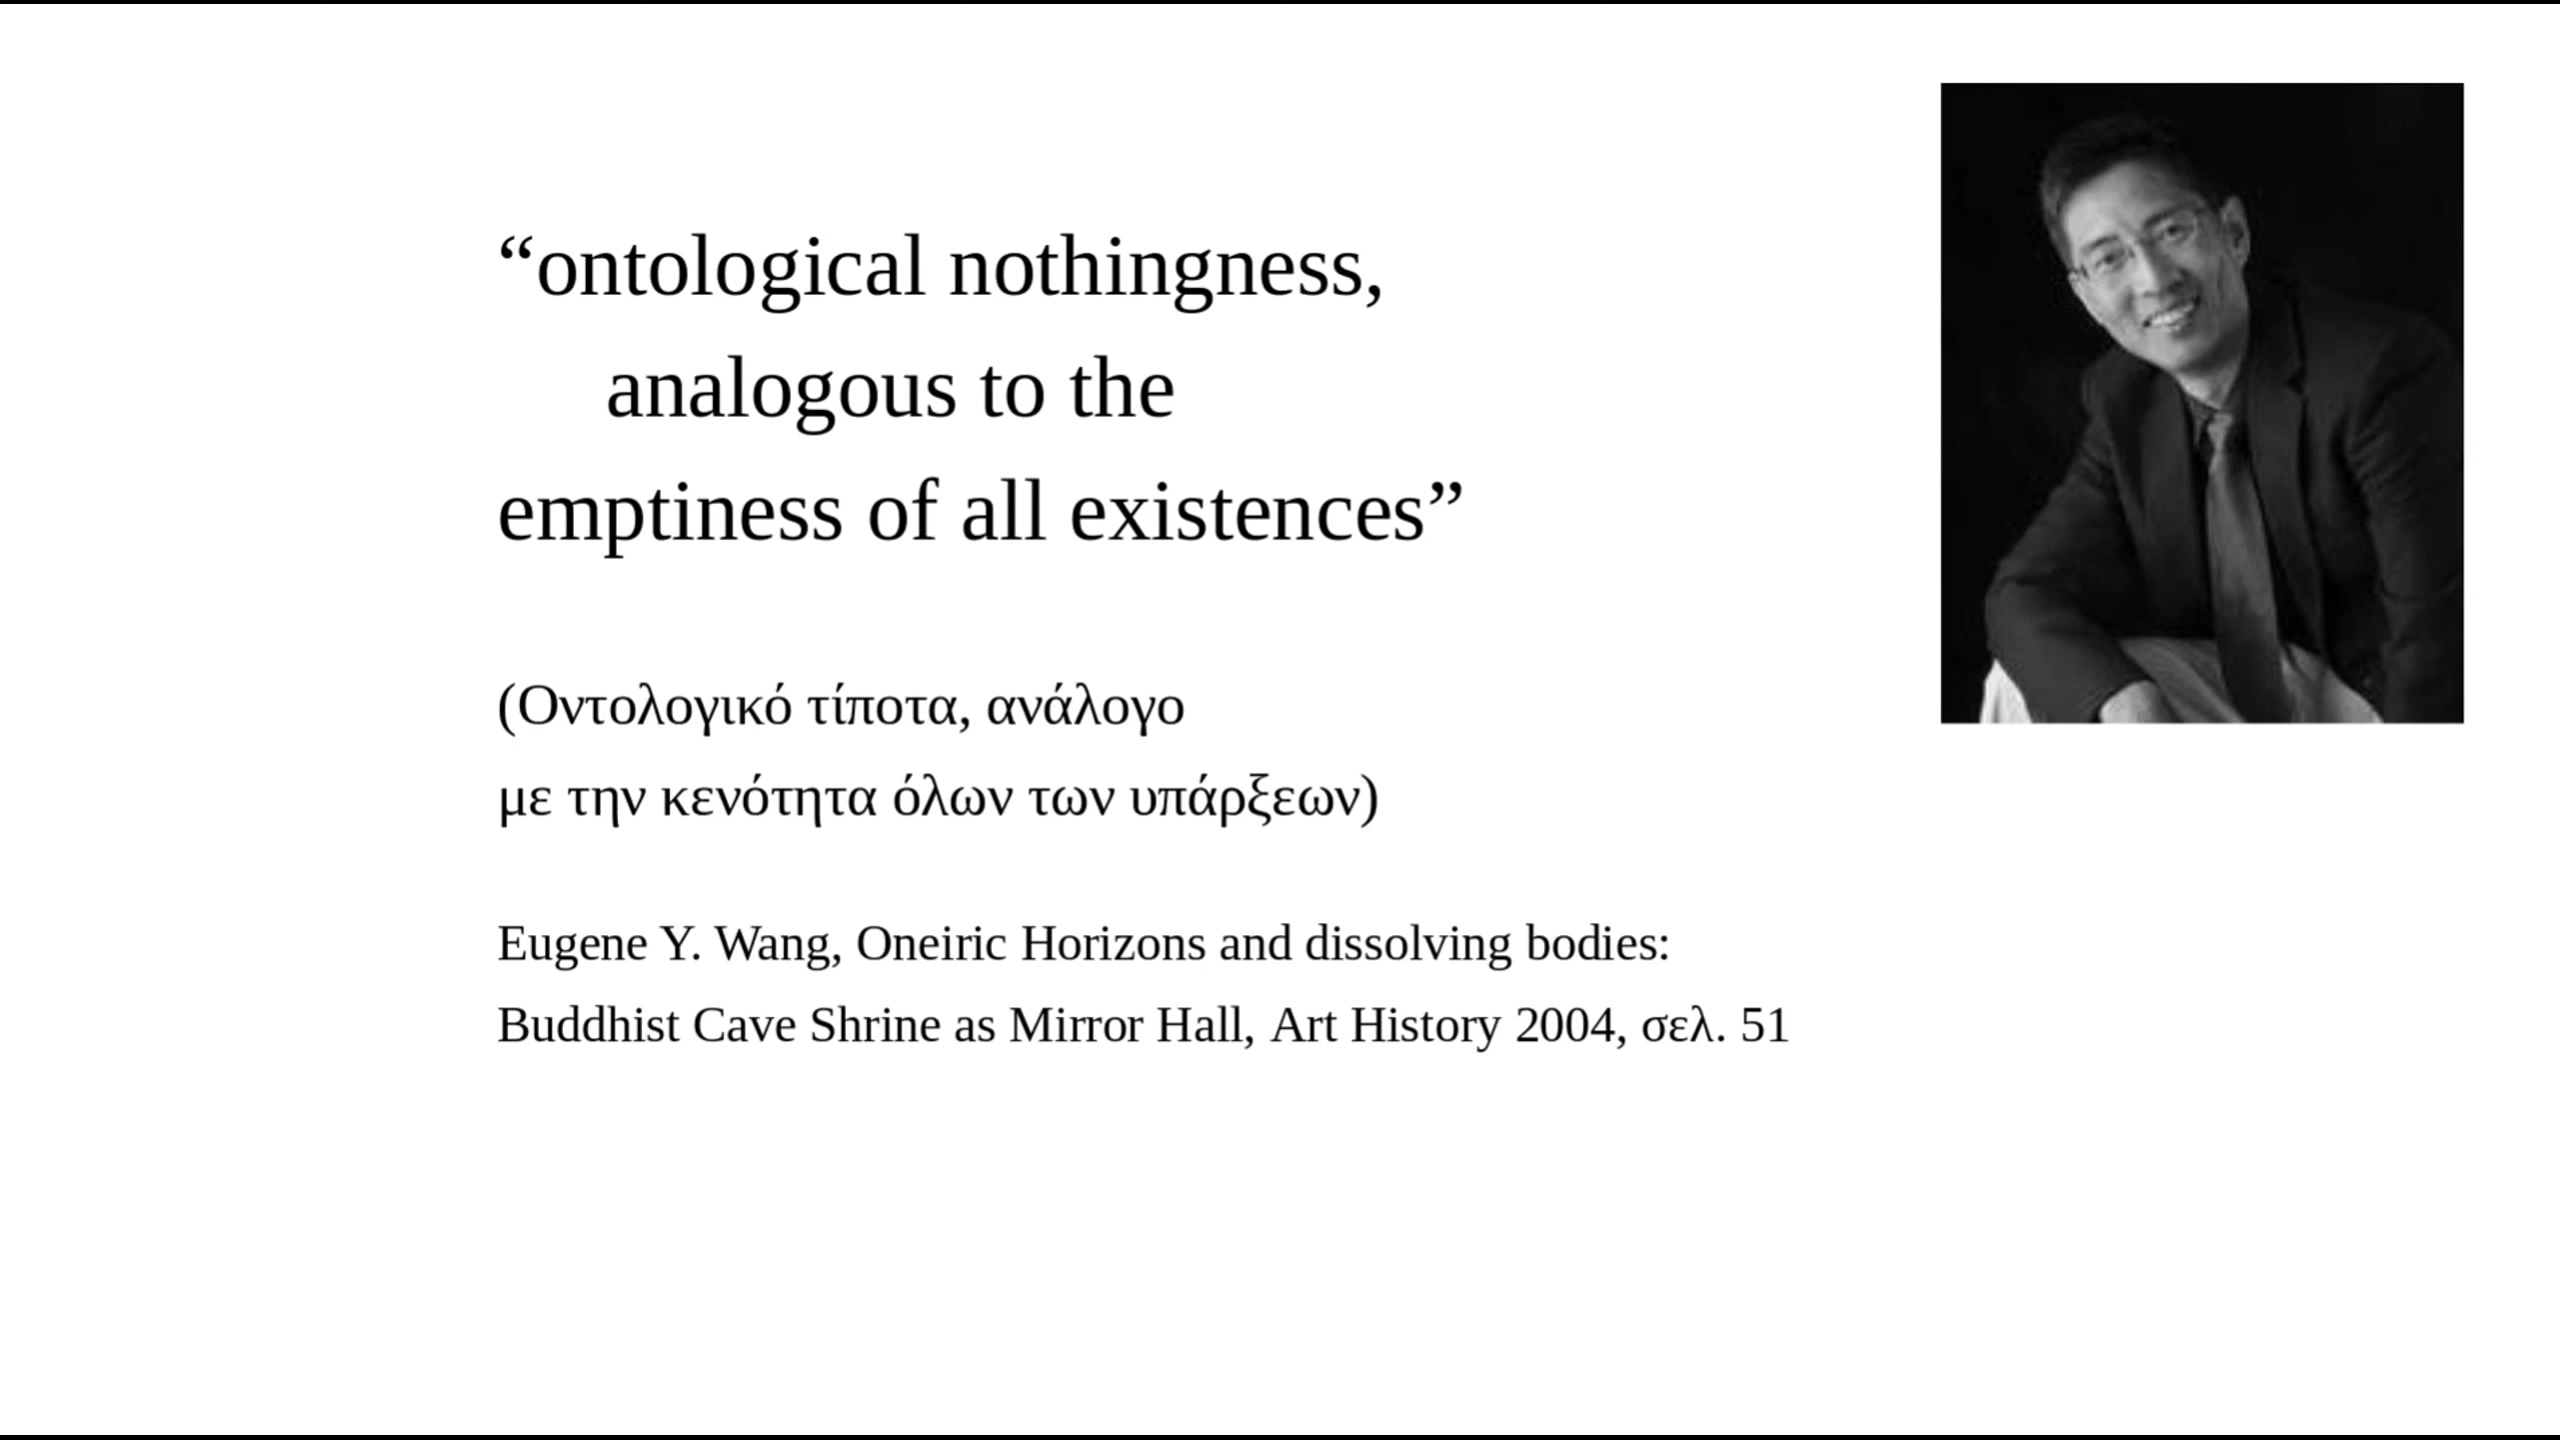 “ontological nothingness,
analogous to the
emptiness of all existences”
(Οντολογικό τίποτα, ανάλογο
με την κενότητα όλων των υπάρξεων)
Eugene Y. Wang, Oneiric Horizons and dissolving bodies:
Buddhist Cave Shrine as Mirror Hall, Art History 2004, σελ. 51